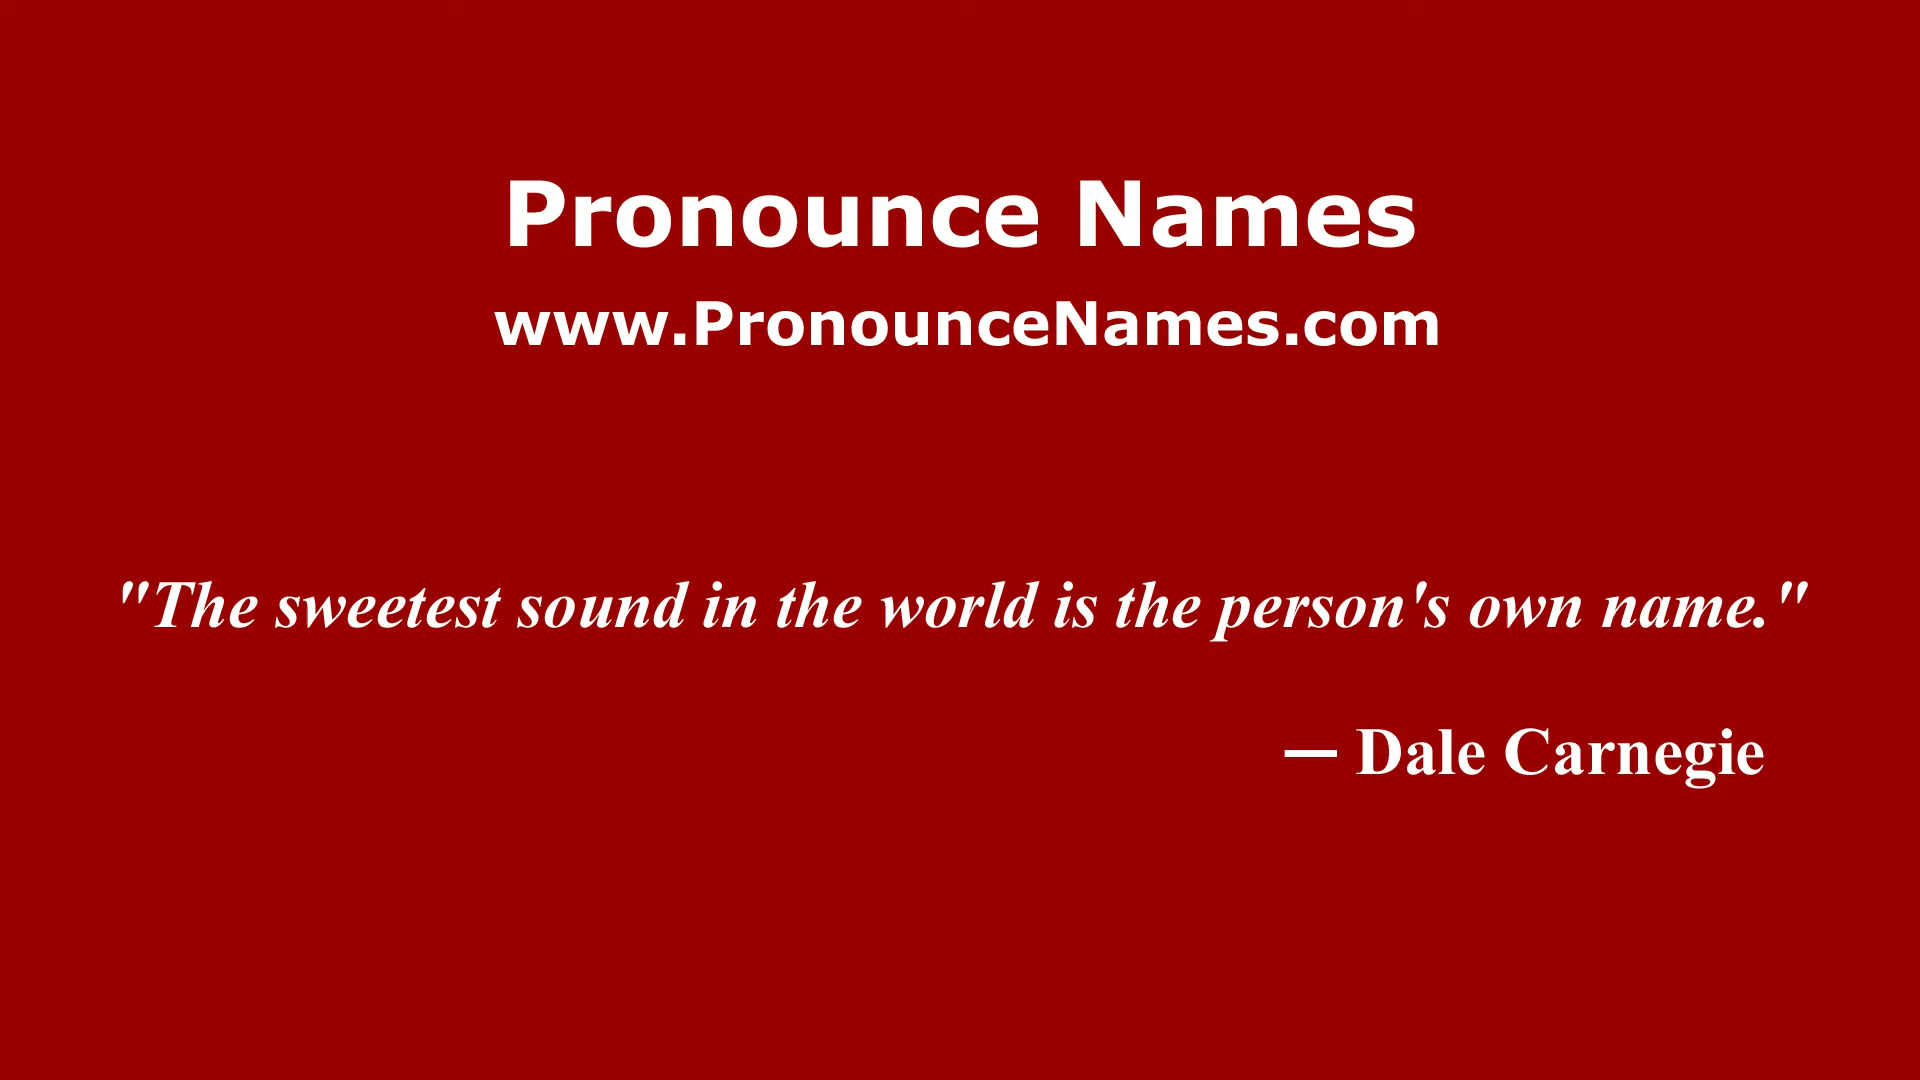 Pronounce Names
www.PronounceNames.com
"The sweetest sound in the world is the person's own name."
— Dale Carnegie